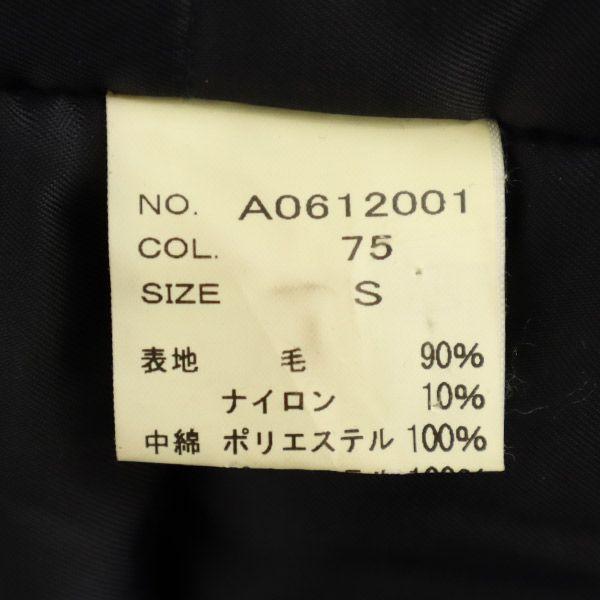 NO. A0612001
COL. 75
SIZE S
表地 毛 90%
ナイロン 10%
中綿 ポリエステル 100%